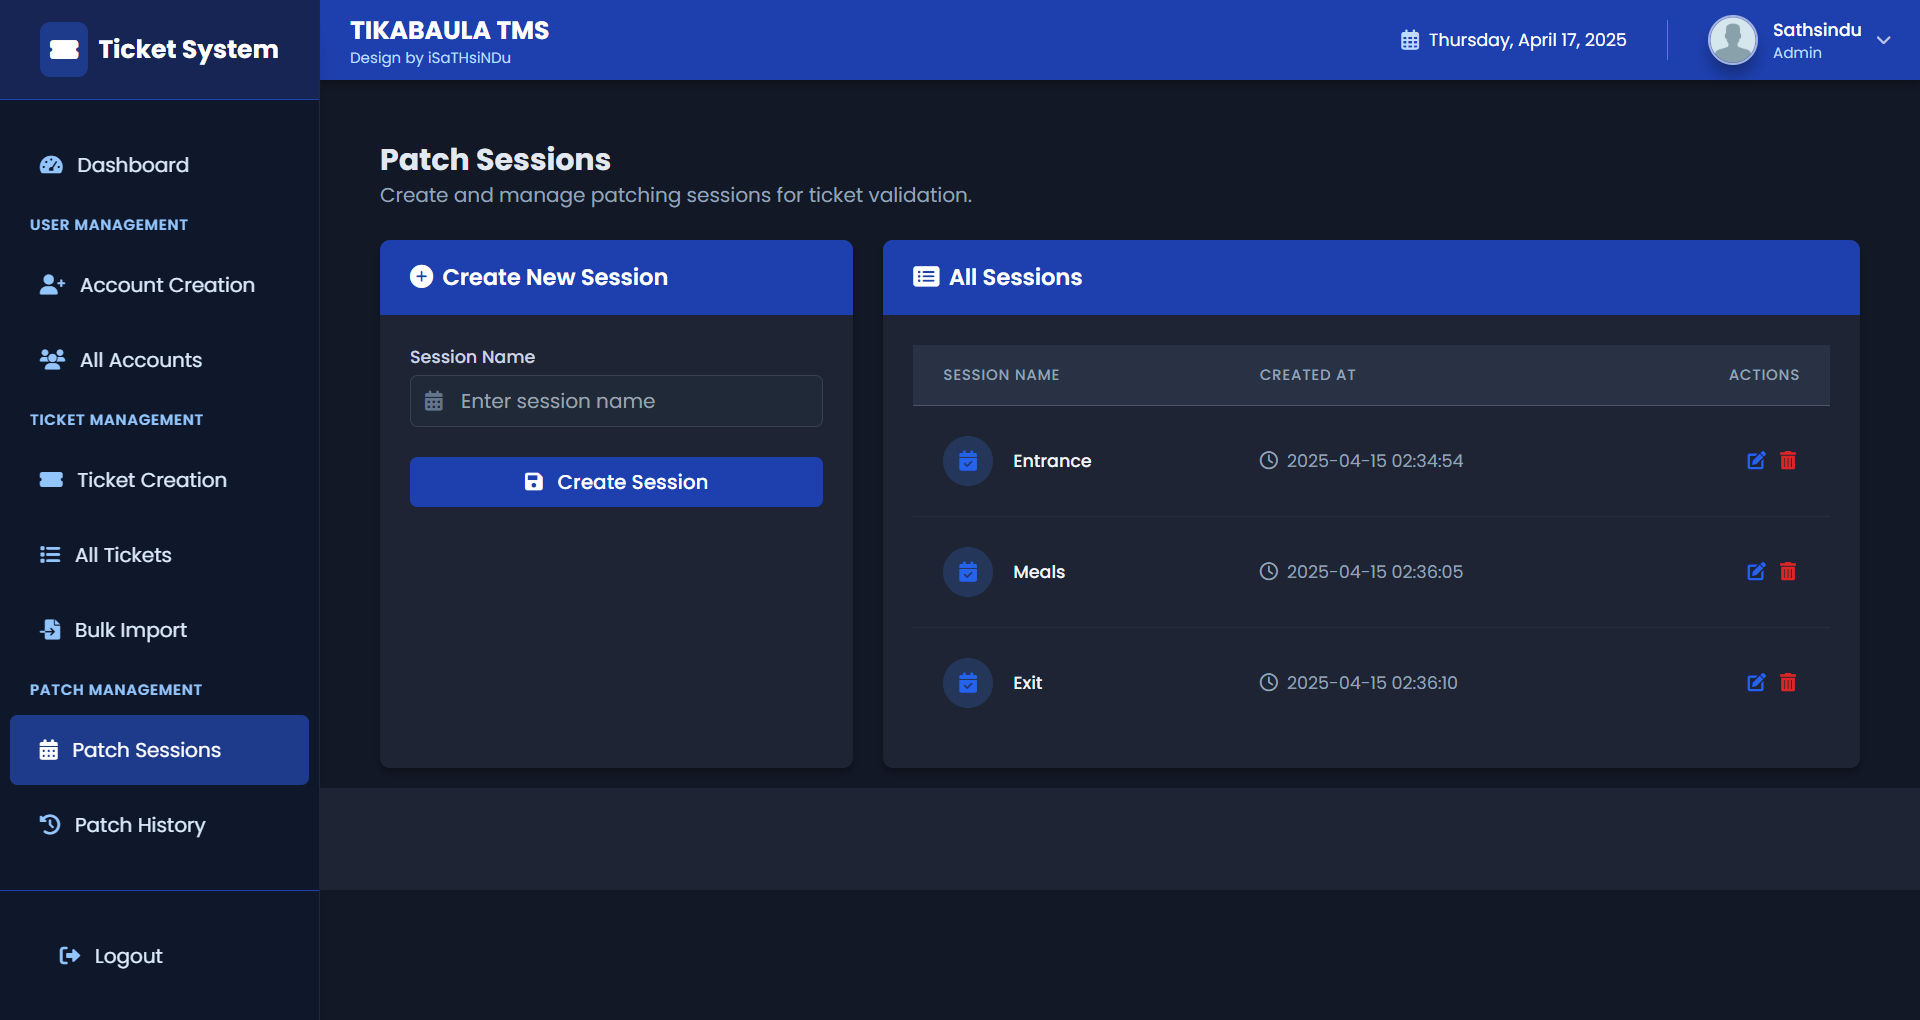 Ticket System
TIKABAULA TMS
Design by iSaTHsiNDu
Thursday, April 17, 2025
Sathsindu
Admin
Dashboard
USER MANAGEMENT
Account Creation
All Accounts
TICKET MANAGEMENT
Ticket Creation
All Tickets
Bulk Import
PATCH MANAGEMENT
Patch Sessions
Patch History
Logout
Patch Sessions
Create and manage patching sessions for ticket validation.
Create New Session
Session Name
Enter session name
Create Session
All Sessions
SESSION NAME CREATED AT ACTIONS
Entrance 2025-04-15 02:34:54
Meals 2025-04-15 02:36:05
Exit 2025-04-15 02:36:10